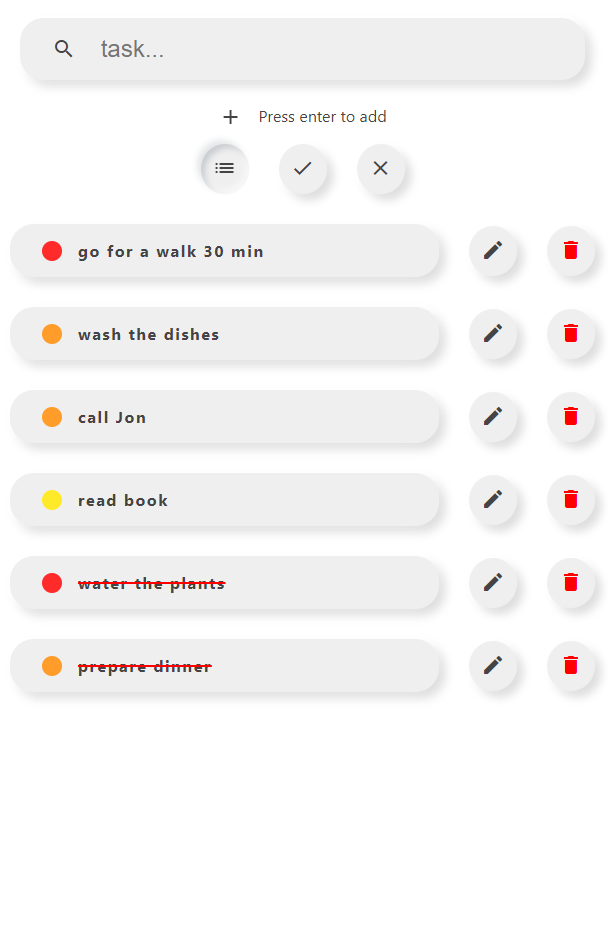 task...
Press enter to add
go for a walk 30 min
wash the dishes
call Jon
read book
water the plants
prepare dinner